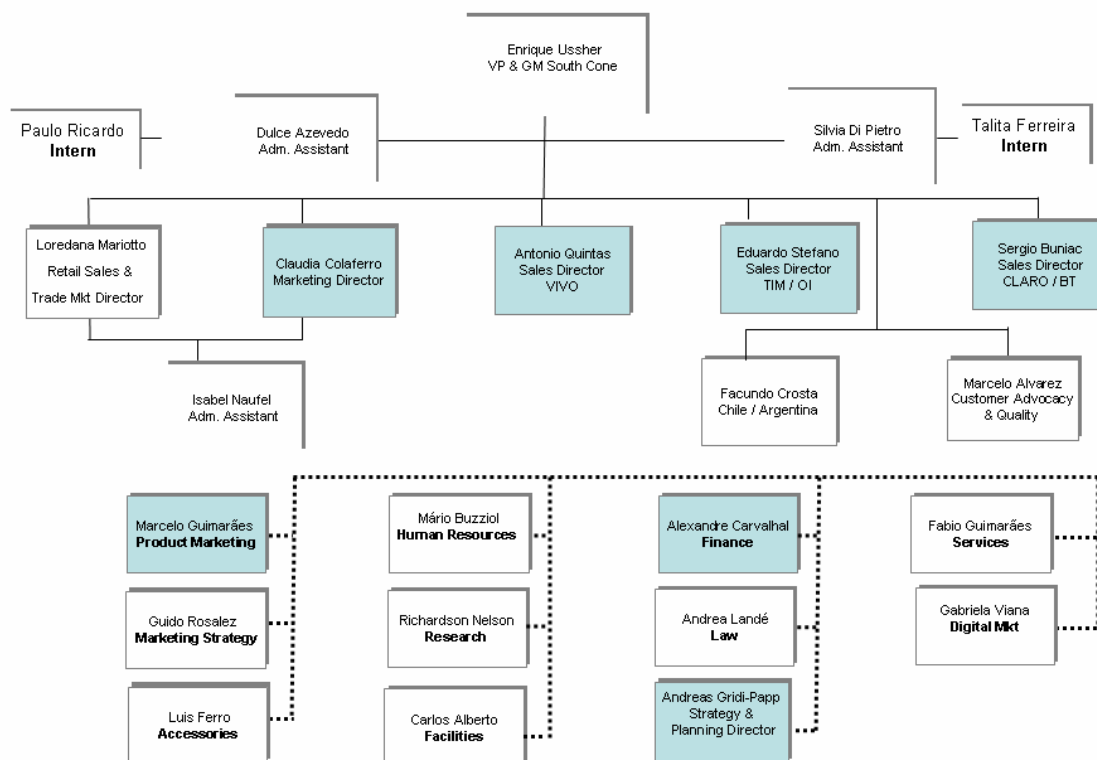 Enrique Ussher
VP & GM South Cone
Paulo Ricardo
Intern
Dulce Azevedo
Adm. Assistant
Silvia Di Pietro
Adm. Assistant
Talita Ferreira
Intern
Loredana Mariotto
Retail Sales &
Trade Mkt Director
Claudia Colaferro
Marketing Director
Antonio Quintas
Sales Director
VIVO
Eduardo Stefano
Sales Director
TIM / OI
Sergio Buniac
Sales Director
CLARO / BT
Isabel Naufel
Adm. Assistant
Facundo Crosta
Chile / Argentina
Marcelo Alvarez
Customer Advocacy
& Quality
Marcelo Guimarães
Product Marketing
Mário Buzziol
Human Resources
Alexandre Carvalhal
Finance
Fabio Guimarães
Services
Guido Rosalez
Marketing Strategy
Richardson Nelson
Research
Andrea Landé
Law
Gabriela Viana
Digital Mkt
Luis Ferro
Accessories
Carlos Alberto
Facilities
Andreas Gridi-Papp
Strategy &
Planning Director